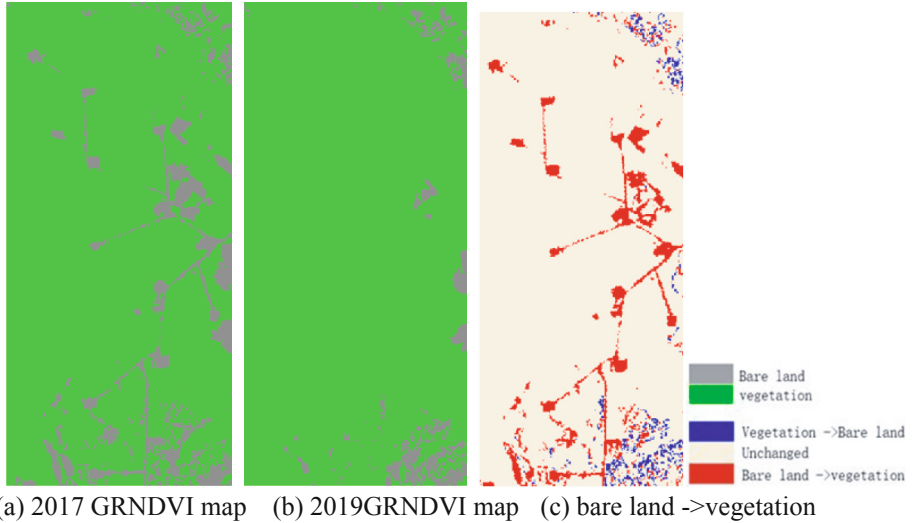 Bare land
vegetation
Vegetation ->Bare land
Unchanged
Bare land ->vegetation
(a) 2017 GRNDVI map (b) 2019GRNDVI map (c) bare land ->vegetation